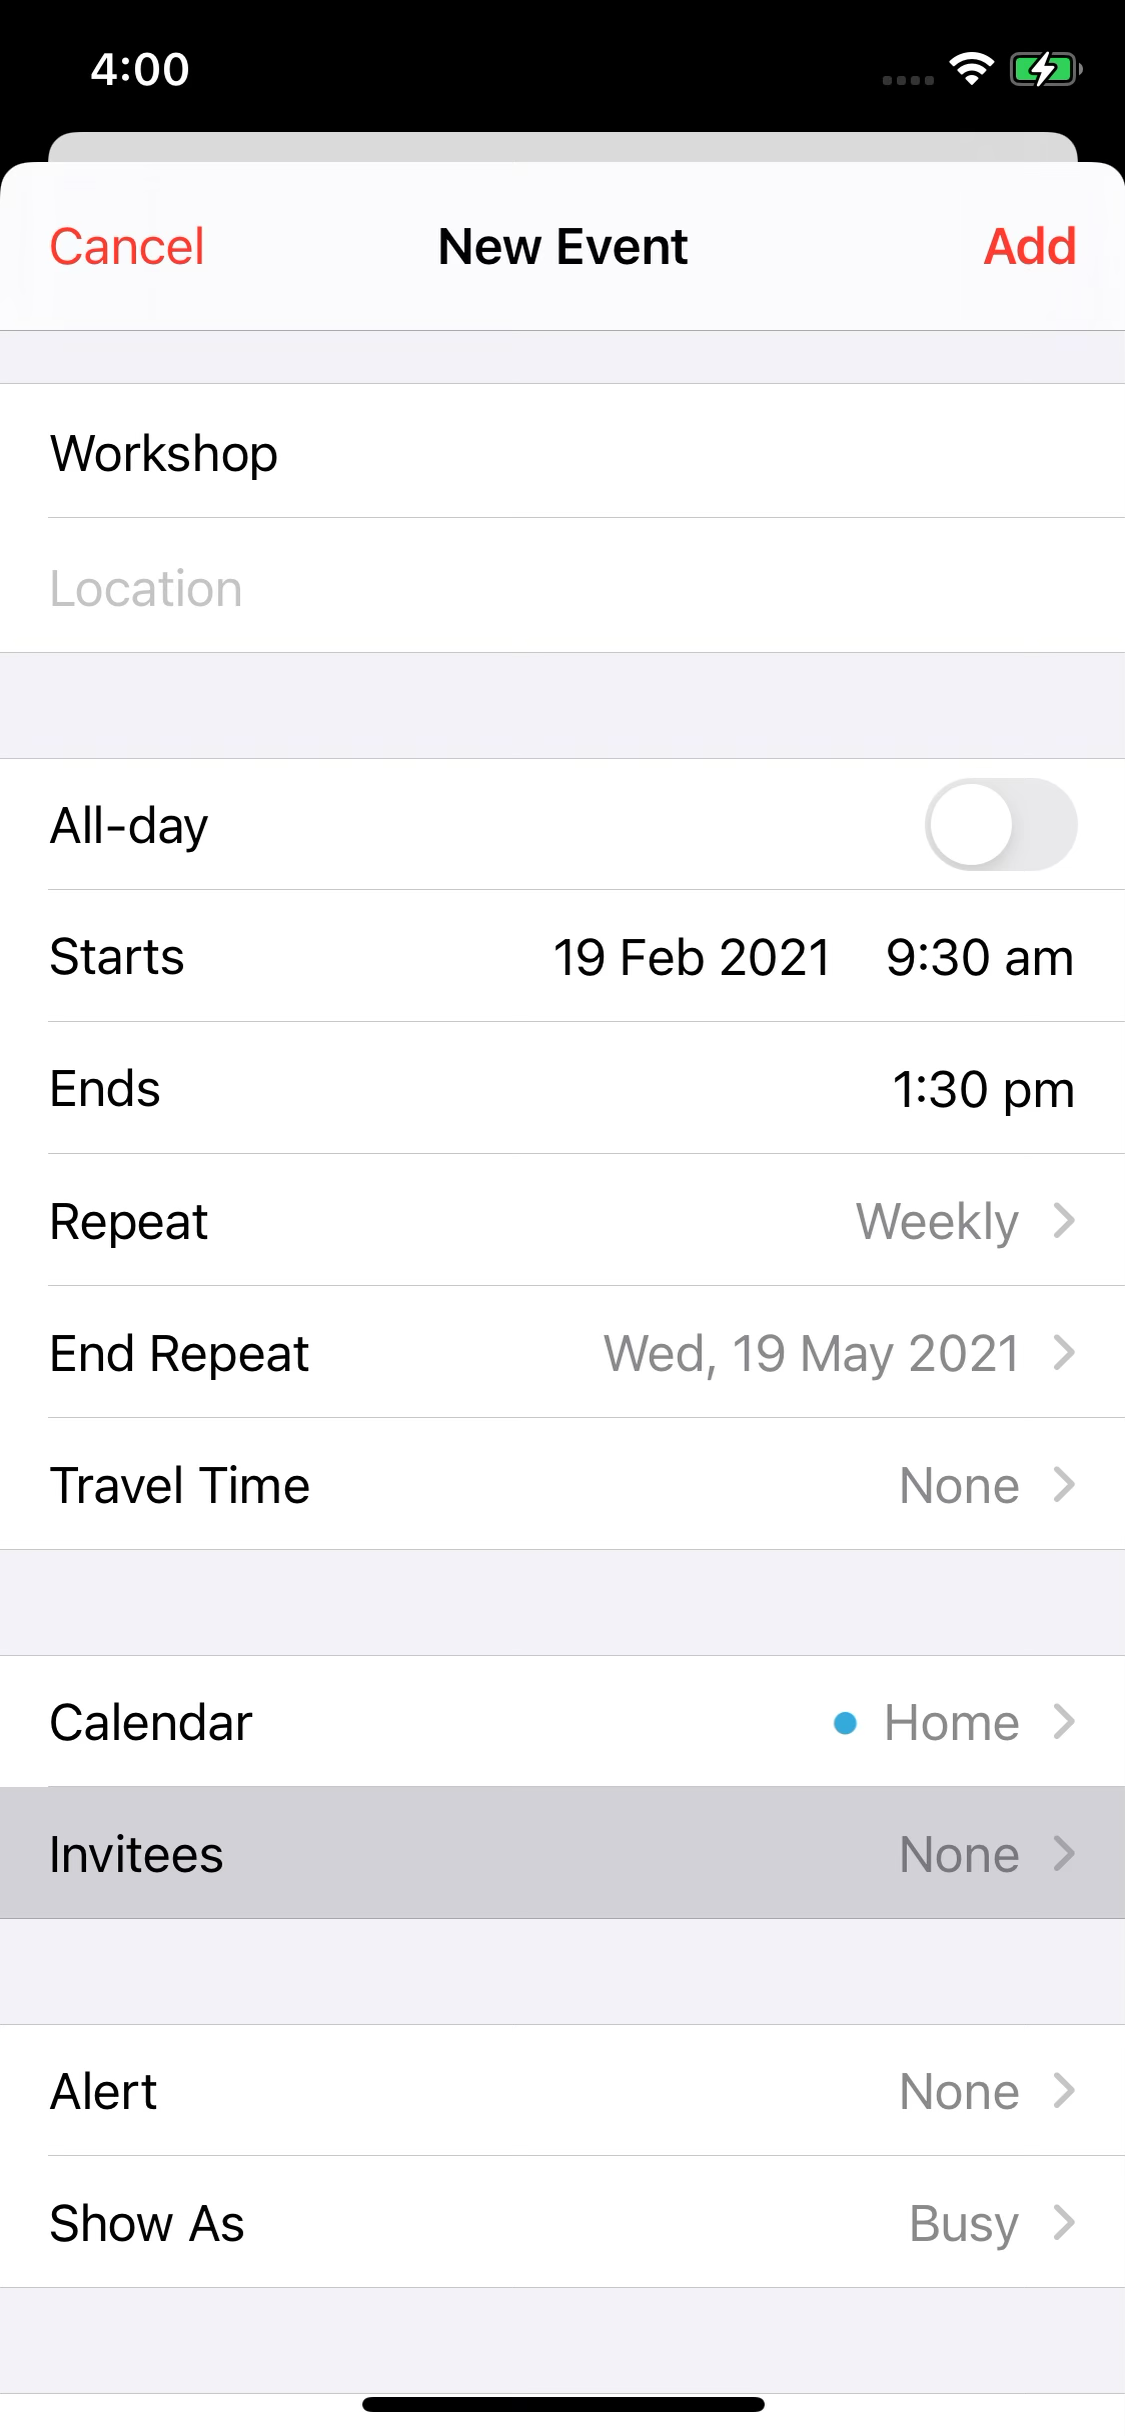 4:00
Cancel New Event Add
Workshop
Location
All-day
Starts 19 Feb 2021 9:30 am
Ends 1:30 pm
Repeat Weekly
End Repeat Wed, 19 May 2021
Travel Time None
Calendar Home
Invitees None
Alert None
Show As Busy